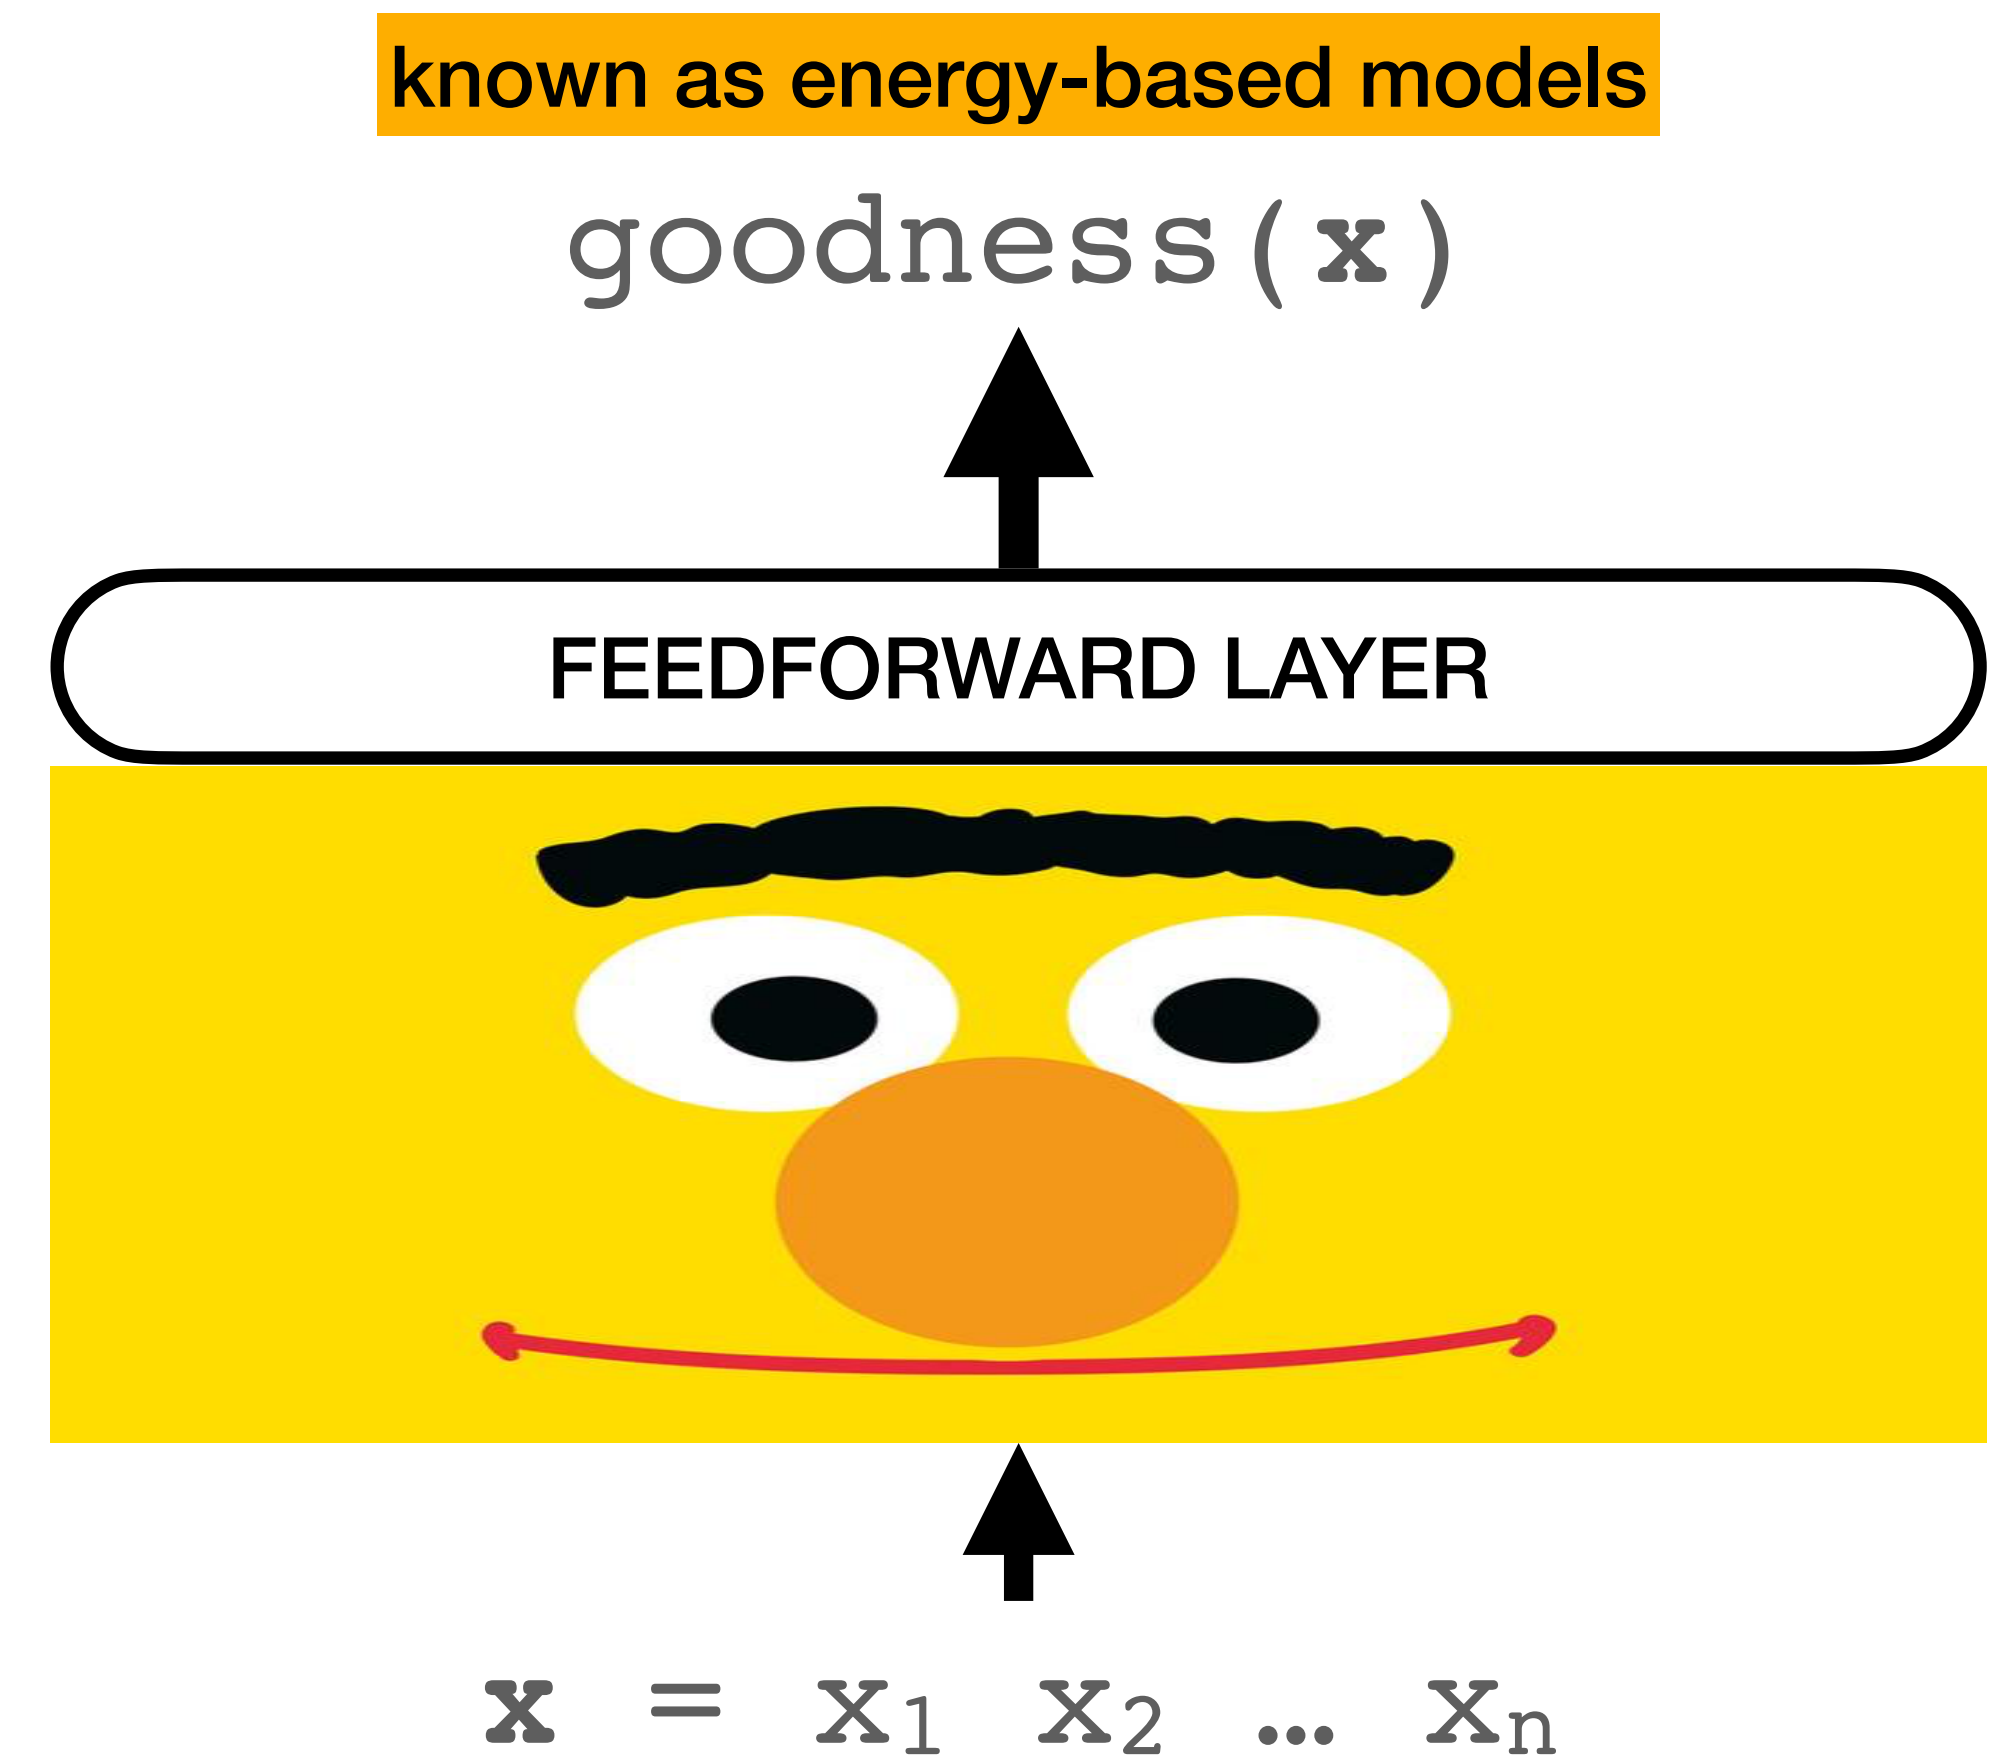 known as energy-based models
goodness(x)
FEEDFORWARD LAYER
x = x₁ x₂ … xₙ